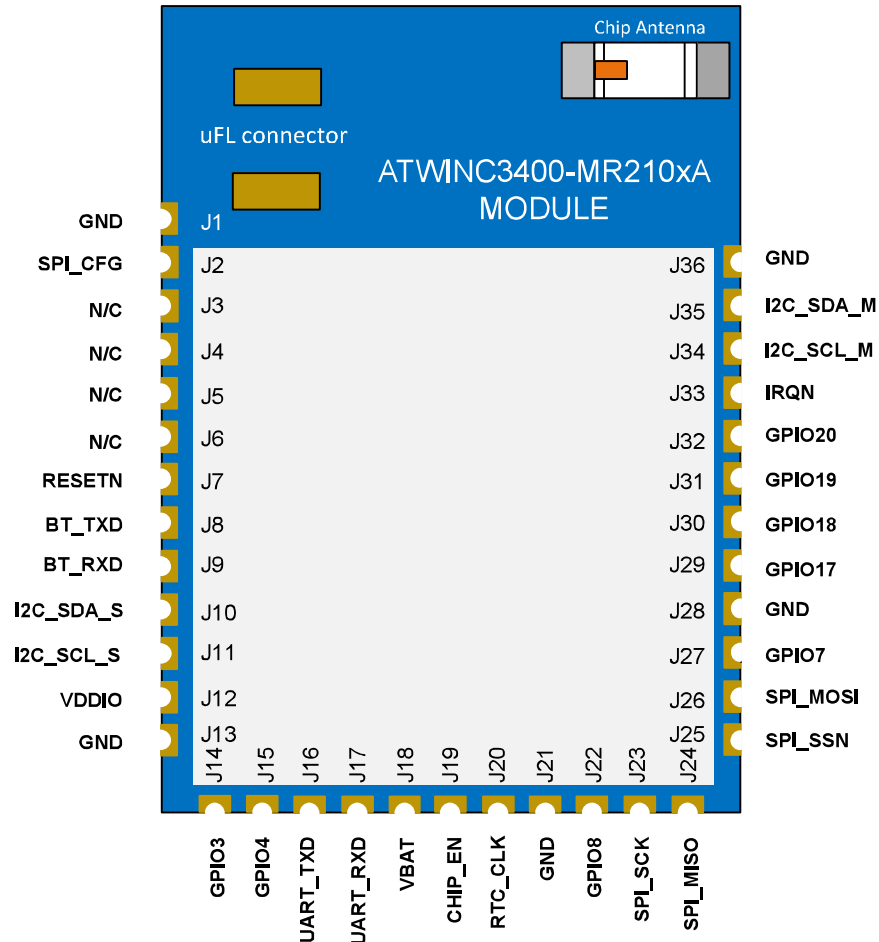 Chip Antenna
uFL connector
ATWINC3400-MR210xA
MODULE
GND J1
SPI_CFG J2
N/C J3
N/C J4
N/C J5
N/C J6
RESETN J7
BT_TXD J8
BT_RXD J9
I2C_SDA_S J10
I2C_SCL_S J11
VDDIO J12
GND J13
J36 GND
J35 I2C_SDA_M
J34 I2C_SCL_M
J33 IRQN
J32 GPIO20
J31 GPIO19
J30 GPIO18
J29 GPIO17
J28 GND
J27 GPIO7
J26 SPI_MOSI
J25 SPI_SSN
J14 GPIO3
J15 GPIO4
J16 UART_TXD
J17 UART_RXD
J18 VBAT
J19 CHIP_EN
J20 RTC_CLK
J21 GND
J22 GPIO8
J23 SPI_SCK
J24 SPI_MISO